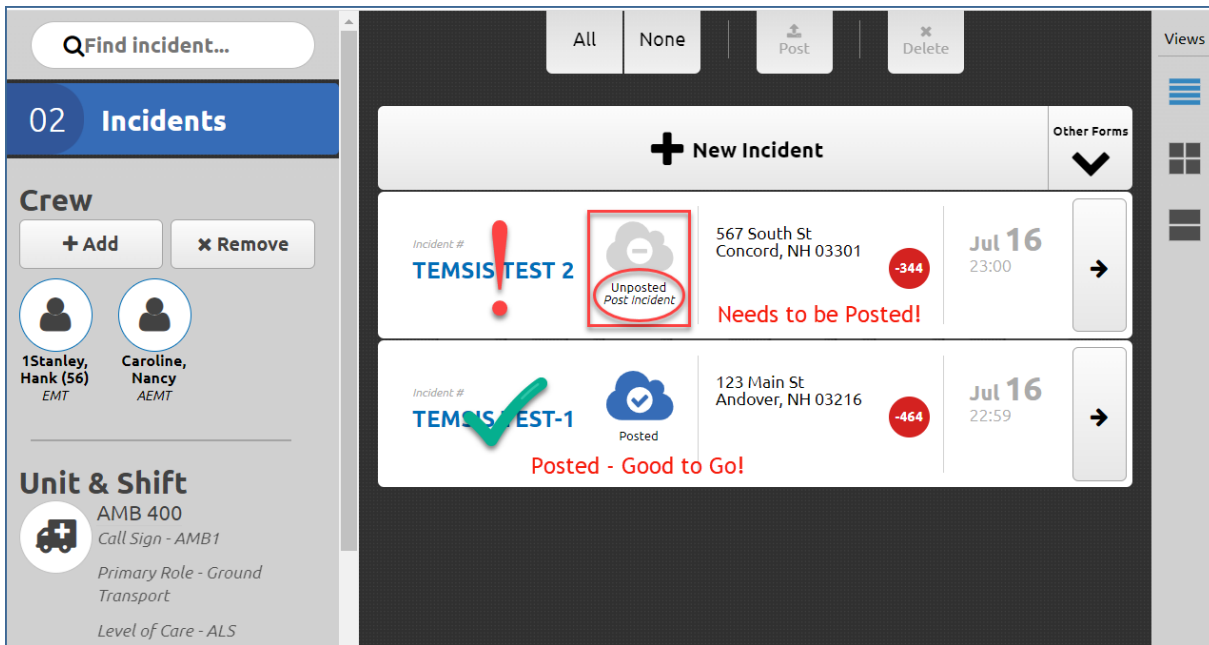 Find incident...
02 Incidents
Crew
+ Add
× Remove
1Stanley,
Hank (56)
EMT
Caroline,
Nancy
AEMT
Unit & Shift
AMB 400
Call Sign - AMB1
Primary Role - Ground
Transport
Level of Care - ALS
All
None
Post
Delete
New Incident
Other Forms
Incident #
TEMSIS TEST 2
!
Unposted
Post Incident
567 South St
Concord, NH 03301
-344
Jul 16
23:00
Needs to be Posted!
Incident #
TEMSIS TEST-1
Posted
123 Main St
Andover, NH 03216
-464
Jul 16
22:59
Posted - Good to Go!
Views